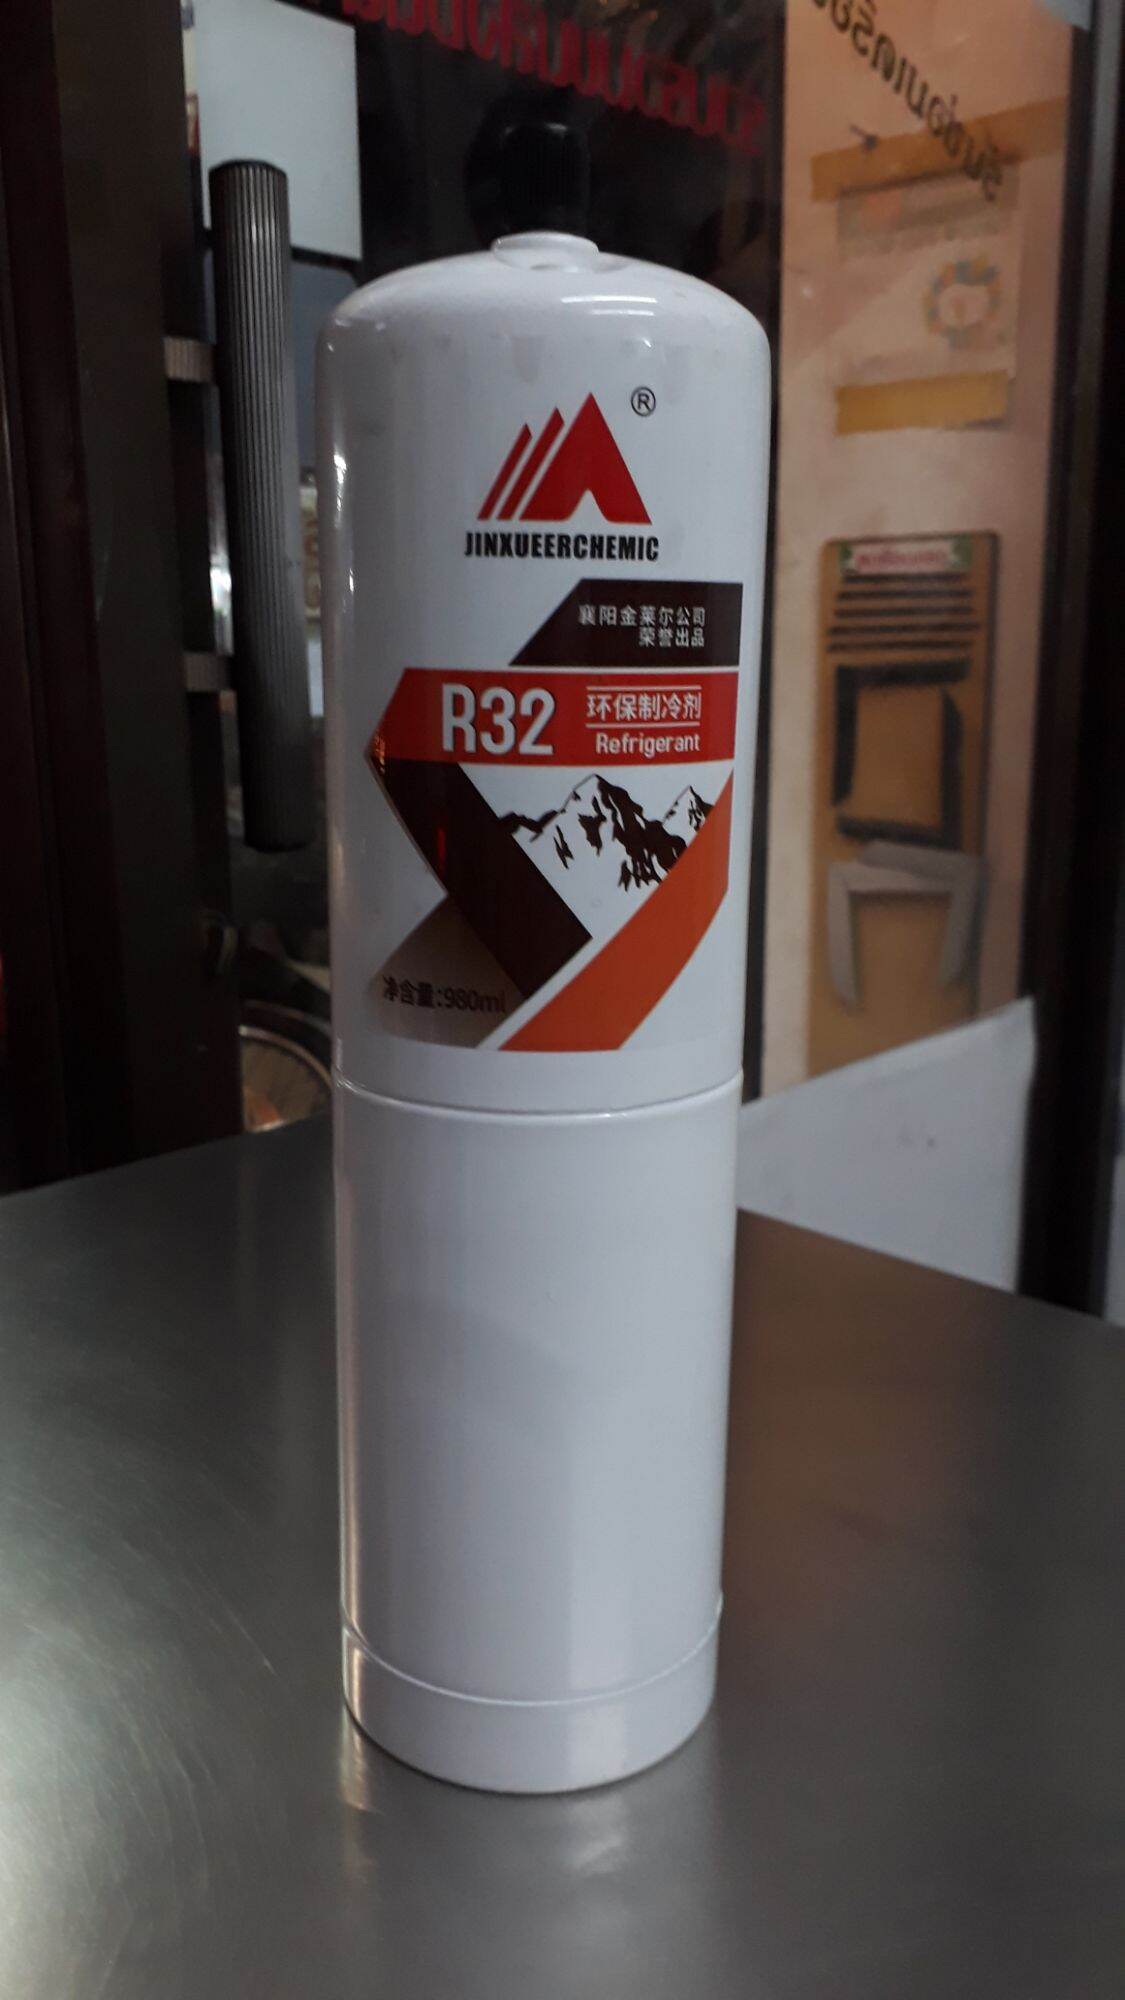 ®
JINXUEERCHEMIC
襄阳金莱尔公司
荣誉出品
R32
环保制冷剂
Refrigerant
净含量:980ml